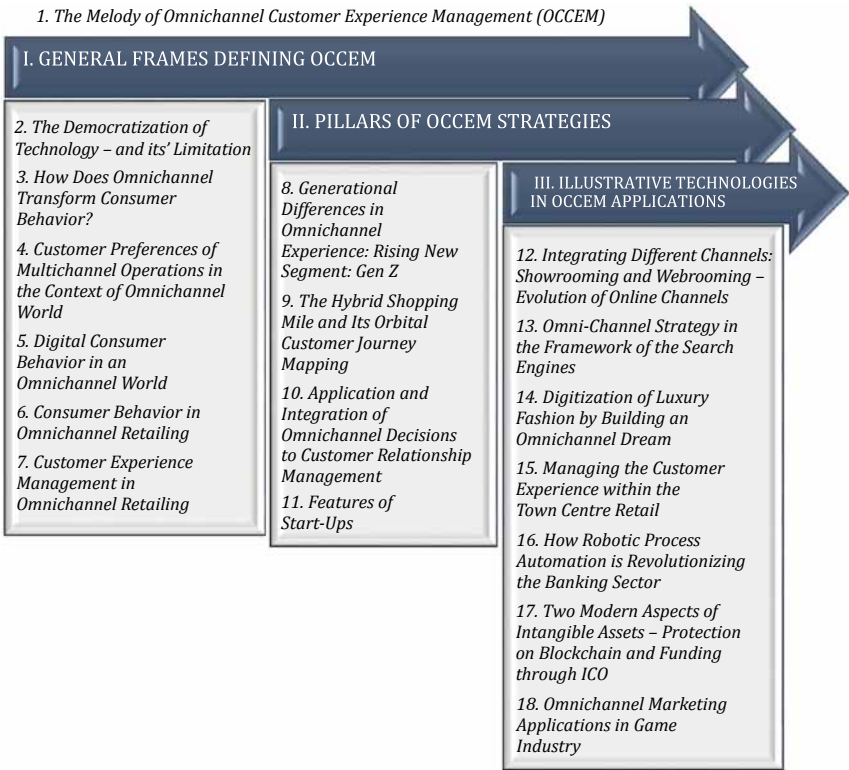 1. The Melody of Omnichannel Customer Experience Management (OCCEM)
I. GENERAL FRAMES DEFINING OCCEM
2. The Democratization of
Technology – and its' Limitation
3. How Does Omnichannel
Transform Consumer
Behavior?
4. Customer Preferences of
Multichannel Operations in
the Context of Omnichannel
World
5. Digital Consumer
Behavior in an
Omnichannel World
6. Consumer Behavior in
Omnichannel Retailing
7. Customer Experience
Management in
Omnichannel Retailing
II. PILLARS OF OCCEM STRATEGIES
8. Generational
Differences in
Omnichannel
Experience: Rising New
Segment: Gen Z
9. The Hybrid Shopping
Mile and Its Orbital
Customer Journey
Mapping
10. Application and
Integration of
Omnichannel Decisions
to Customer Relationship
Management
11. Features of
Start-Ups
III. ILLUSTRATIVE TECHNOLOGIES
IN OCCEM APPLICATIONS
12. Integrating Different Channels:
Showrooming and Webrooming –
Evolution of Online Channels
13. Omni-Channel Strategy in
the Framework of the Search
Engines
14. Digitization of Luxury
Fashion by Building an
Omnichannel Dream
15. Managing the Customer
Experience within the
Town Centre Retail
16. How Robotic Process
Automation is Revolutionizing
the Banking Sector
17. Two Modern Aspects of
Intangible Assets – Protection
on Blockchain and Funding
through ICO
18. Omnichannel Marketing
Applications in Game
Industry